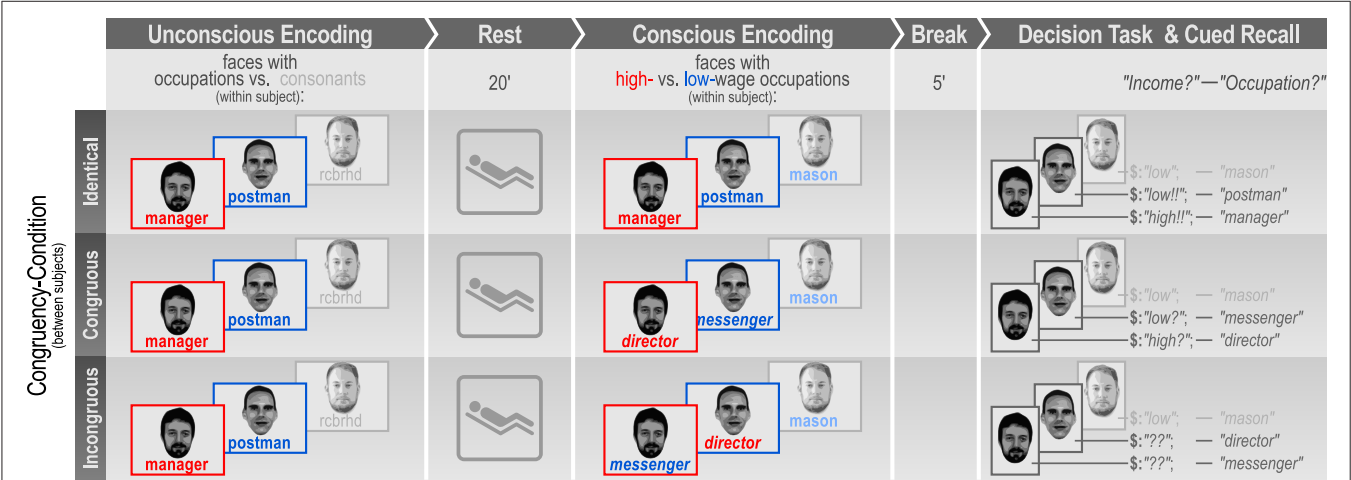 Unconscious Encoding
Rest
Conscious Encoding
Break
Decision Task & Cued Recall
faces with
occupations vs. consonants
(within subject):
20'
faces with
high- vs. low-wage occupations
(within subject):
5'
"Income?"—"Occupation?"
Congruency-Condition
(between subjects)
Identical
rcbrhd
postman
manager
mason
postman
manager
$:"low"; — "mason"
$:"low!!"; — "postman"
$:"high!!"; — "manager"
Congruous
rcbrhd
postman
manager
mason
messenger
director
$:"low"; — "mason"
$:"low?"; — "messenger"
$:"high?"; — "director"
Incongruous
rcbrhd
postman
manager
mason
director
messenger
$:"low"; — "mason"
$:"??"; — "director"
$:"??"; — "messenger"